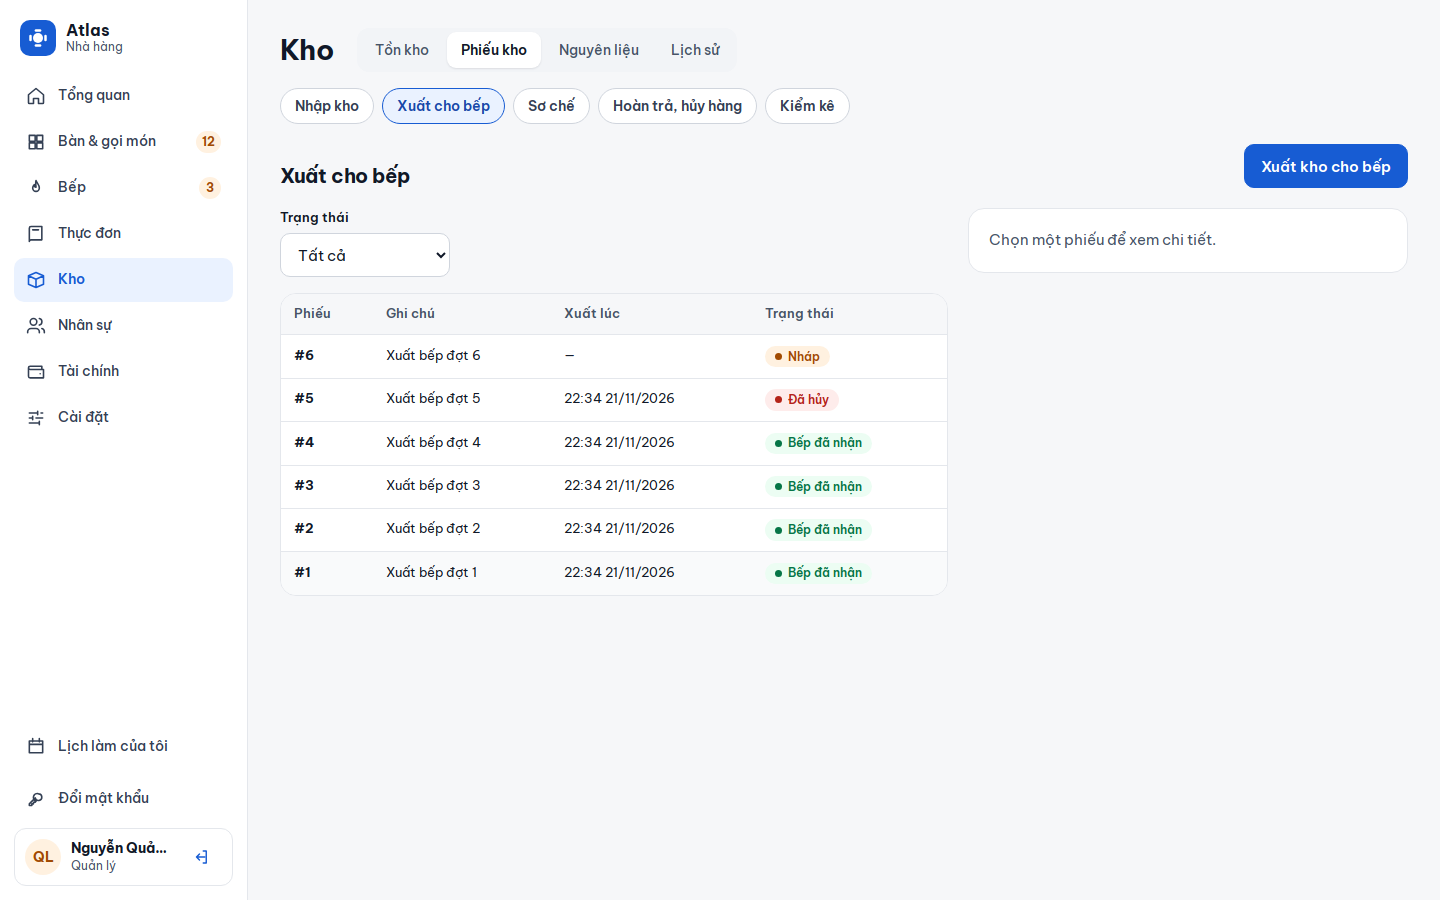 Atlas
Nhà hàng
Tổng quan
Bàn & gọi món 12
Bếp 3
Thực đơn
Kho
Nhân sự
Tài chính
Cài đặt
Lịch làm của tôi
Đổi mật khẩu
QL Nguyễn Quả...
Quản lý
Kho Tồn kho Phiếu kho Nguyên liệu Lịch sử
Nhập kho Xuất cho bếp Sơ chế Hoàn trả, hủy hàng Kiểm kê
Xuất cho bếp Xuất kho cho bếp
Trạng thái
Tất cả
Chọn một phiếu để xem chi tiết.
Phiếu Ghi chú Xuất lúc Trạng thái
#6 Xuất bếp đợt 6 — Nháp
#5 Xuất bếp đợt 5 22:34 21/11/2026 Đã hủy
#4 Xuất bếp đợt 4 22:34 21/11/2026 Bếp đã nhận
#3 Xuất bếp đợt 3 22:34 21/11/2026 Bếp đã nhận
#2 Xuất bếp đợt 2 22:34 21/11/2026 Bếp đã nhận
#1 Xuất bếp đợt 1 22:34 21/11/2026 Bếp đã nhận